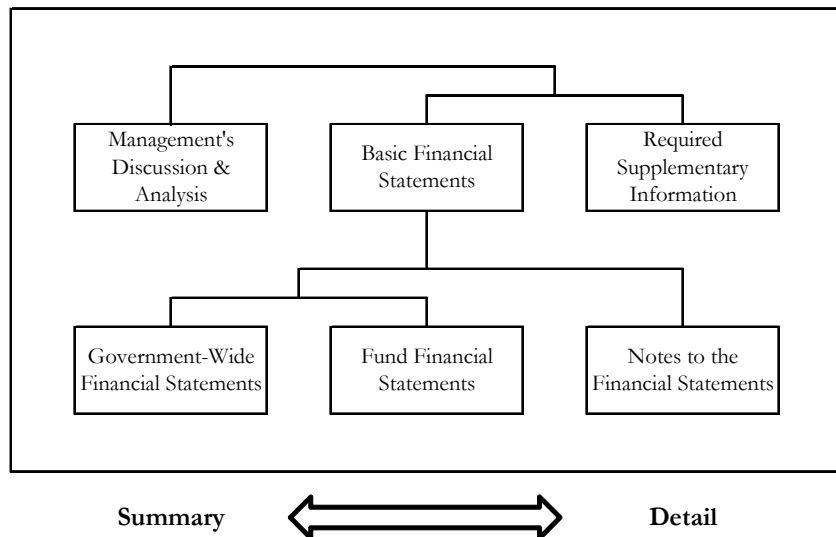 Management's
Discussion &
Analysis
Basic Financial
Statements
Required
Supplementary
Information
Government-Wide
Financial Statements
Fund Financial
Statements
Notes to the
Financial Statements
Summary
Detail